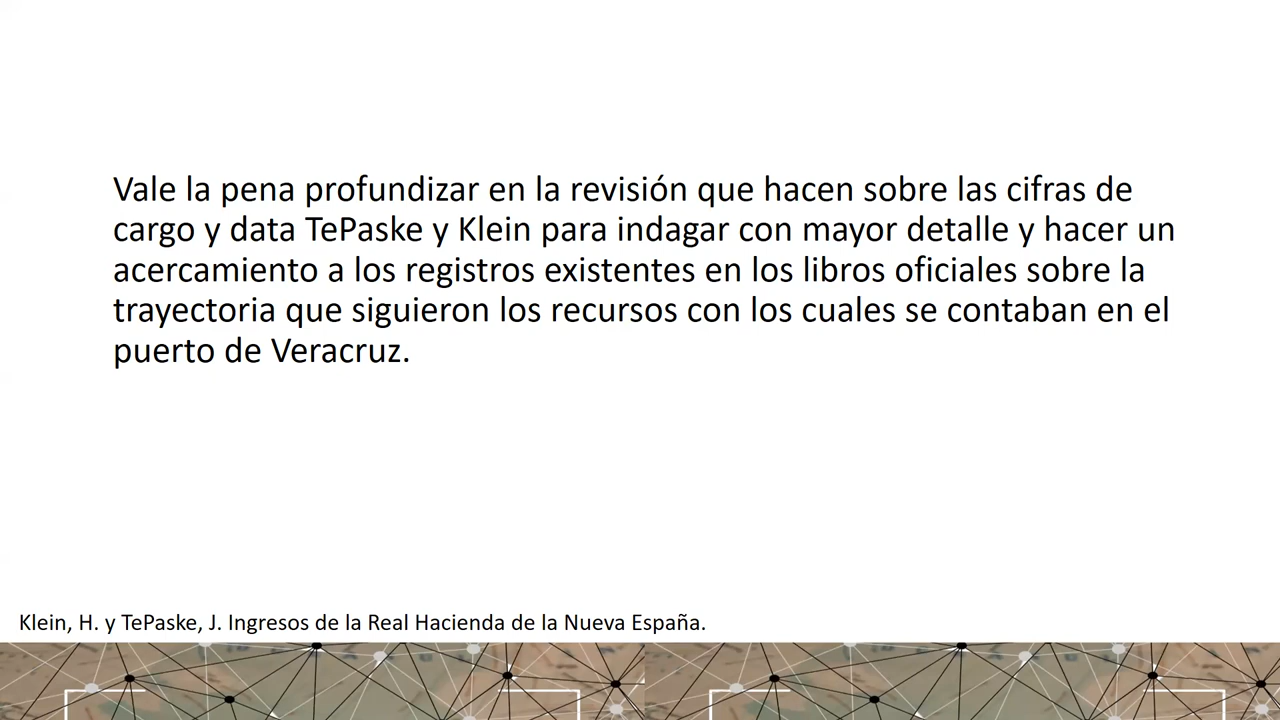 Vale la pena profundizar en la revisión que hacen sobre las cifras de
cargo y data TePaske y Klein para indagar con mayor detalle y hacer un
acercamiento a los registros existentes en los libros oficiales sobre la
trayectoria que siguieron los recursos con los cuales se contaban en el
puerto de Veracruz.
Klein, H. y TePaske, J. Ingresos de la Real Hacienda de la Nueva España.